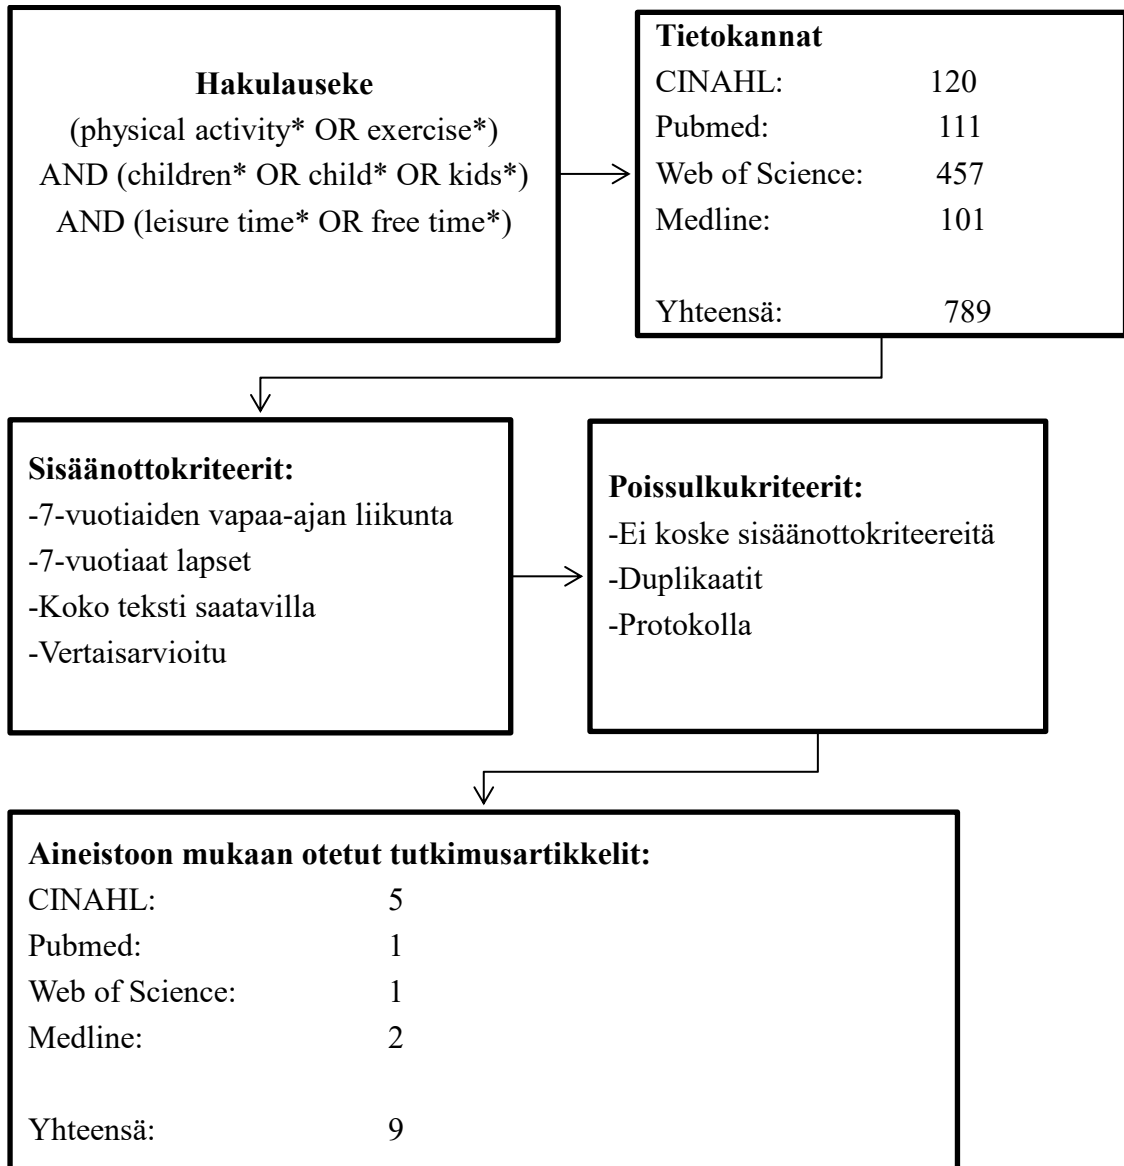 Hakulauseke
(physical activity* OR exercise*)
AND (children* OR child* OR kids*)
AND (leisure time* OR free time*)
Tietokannat
CINAHL: 120
Pubmed: 111
Web of Science: 457
Medline: 101
Yhteensä: 789
Sisäänottokriteerit:
-7-vuotiaiden vapaa-ajan liikunta
-7-vuotiaat lapset
-Koko teksti saatavilla
-Vertaisarvioitu
Poissulkukriteerit:
-Ei koske sisäänottokriteereitä
-Duplikaatit
-Protokolla
Aineistoon mukaan otetut tutkimusartikkelit:
CINAHL: 5
Pubmed: 1
Web of Science: 1
Medline: 2
Yhteensä: 9